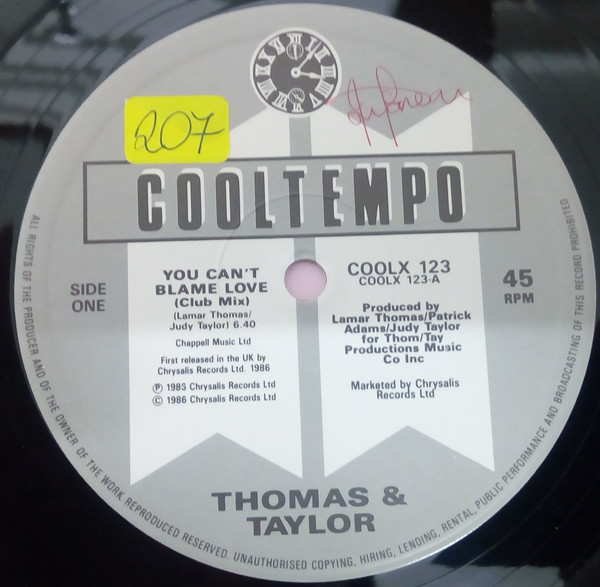 207
COOLTEMPO
SIDE
ONE
YOU CAN'T
BLAME LOVE
(Club Mix)
(Lamar Thomas/
Judy Taylor) 6.40
Chappell Music Ltd
First released in the UK by
Chrysalis Records Ltd. 1986
Ⓟ 1985 Chrysalis Records Ltd
© 1986 Chrysalis Records Ltd
COOLX 123
COOLX 123-A
45
RPM
Produced by
Lamar Thomas/Patrick
Adams/Judy Taylor
for Thom/Tay
Productions Music
Co Inc
Marketed by Chrysalis
Records Ltd
THOMAS &
TAYLOR
ALL RIGHTS OF THE PRODUCER AND OF THE OWNER OF THE WORK REPRODUCED RESERVED. UNAUTHORISED COPYING, HIRING, LENDING, RENTAL, PUBLIC PERFORMANCE AND BROADCASTING OF THIS RECORD PROHIBITED